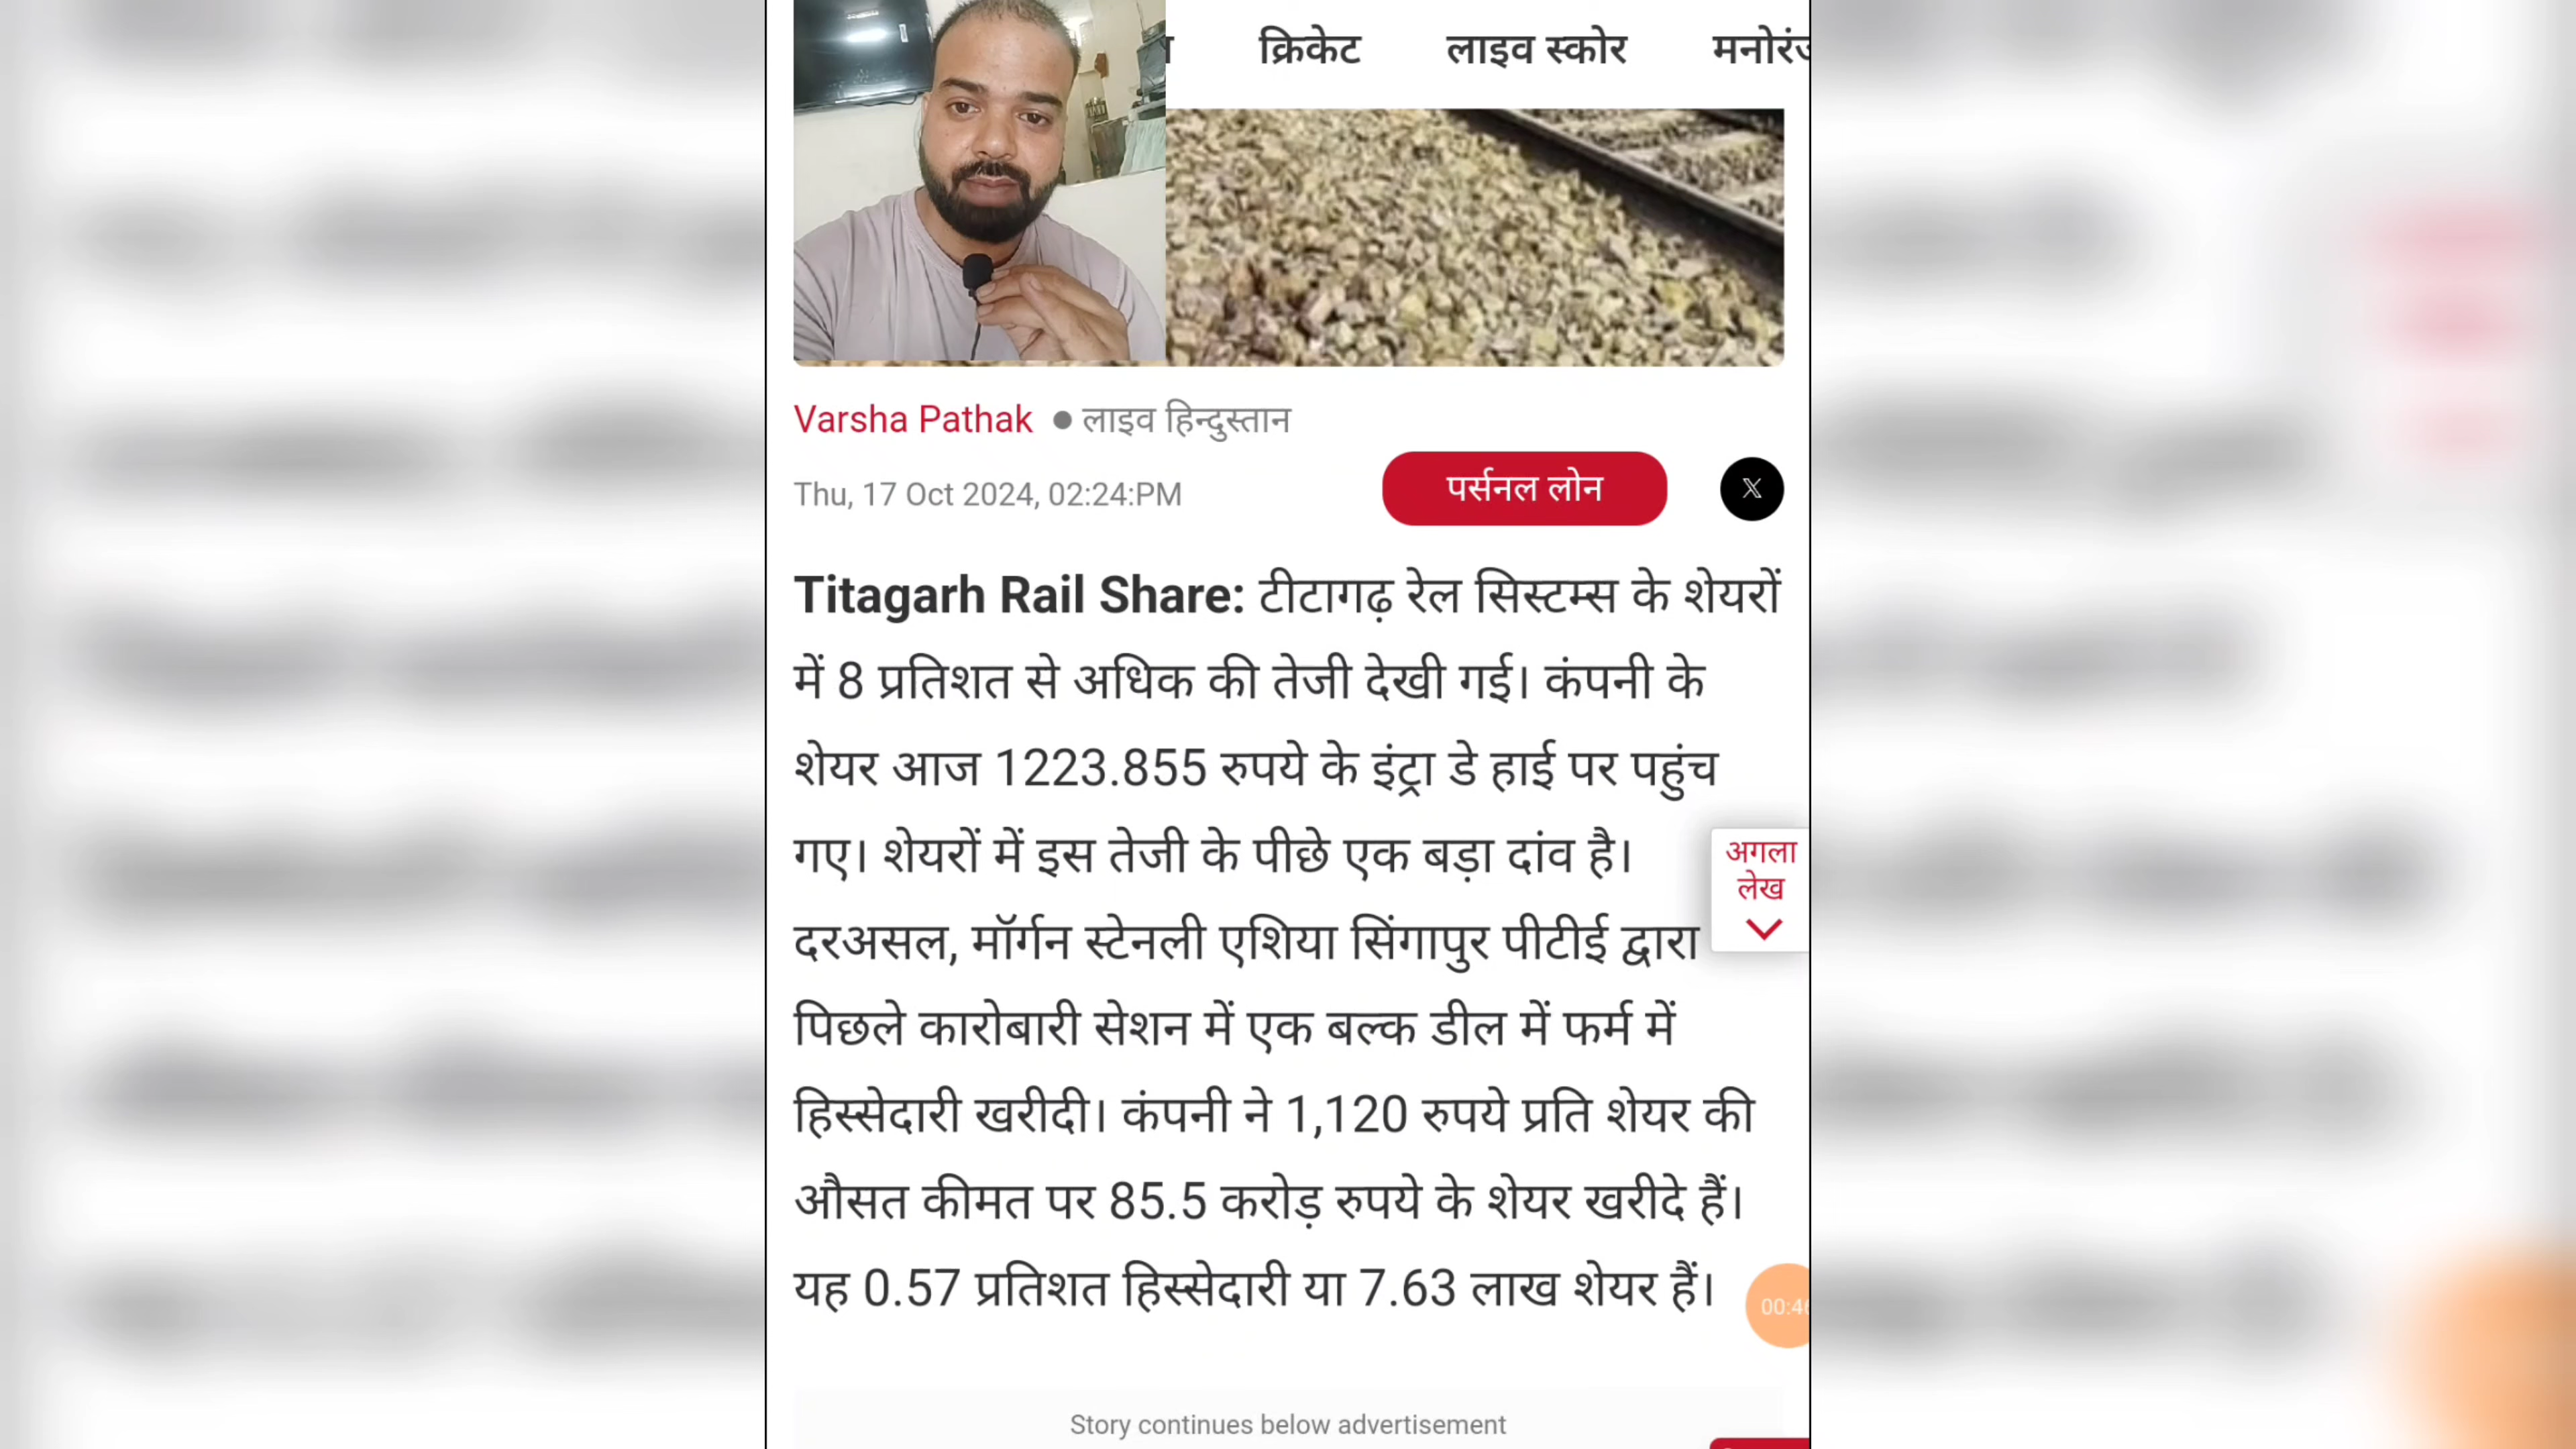 क्रिकेट लाइव स्कोर
Varsha Pathak ● लाइव हिन्दुस्तान
Thu, 17 Oct 2024, 02:24:PM
पर्सनल लोन
X
Titagarh Rail Share: टीटागढ़ रेल सिस्टम्स के शेयरों
में 8 प्रतिशत से अधिक की तेजी देखी गई। कंपनी के
शेयर आज 1223.855 रुपये के इंट्रा डे हाई पर पहुंच
गए। शेयरों में इस तेजी के पीछे एक बड़ा दांव है।
दरअसल, मॉर्गन स्टेनली एशिया सिंगापुर पीटीई द्वारा
पिछले कारोबारी सेशन में एक बल्क डील में फर्म में
हिस्सेदारी खरीदी। कंपनी ने 1,120 रुपये प्रति शेयर की
औसत कीमत पर 85.5 करोड़ रुपये के शेयर खरीदे हैं।
यह 0.57 प्रतिशत हिस्सेदारी या 7.63 लाख शेयर हैं।
अगला
लेख
Story continues below advertisement